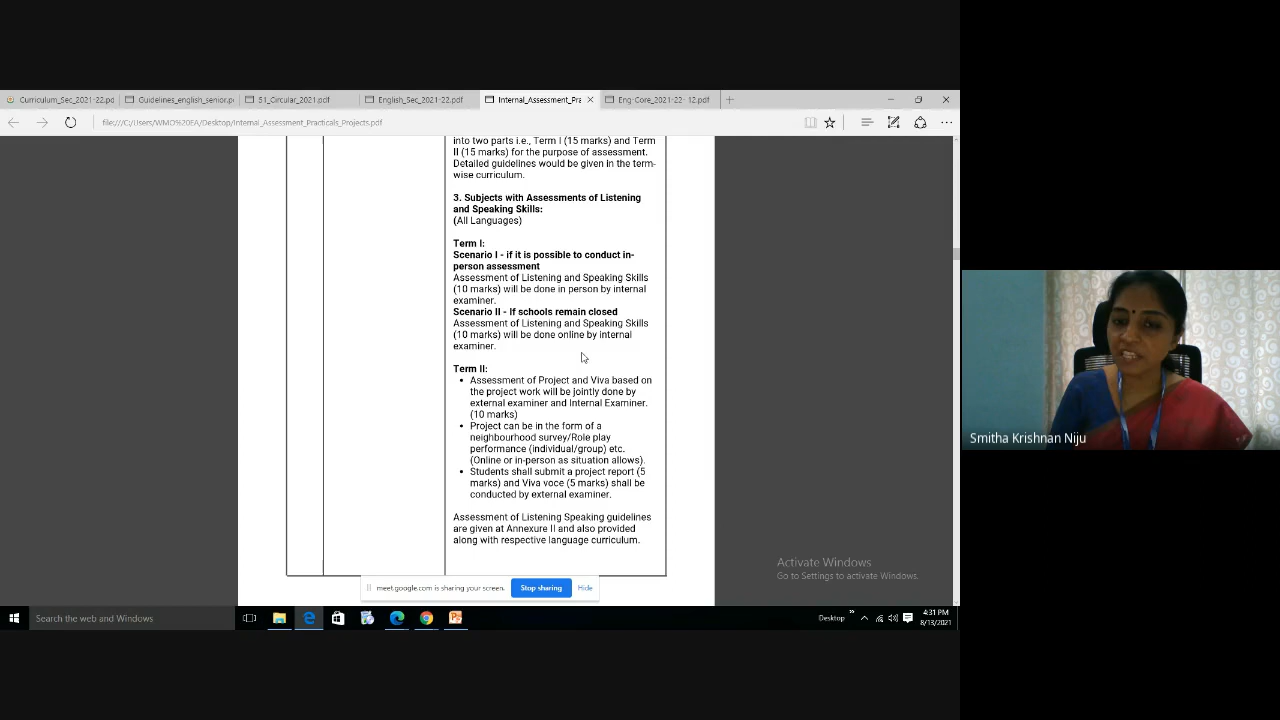 Curriculum_Sec_2021-22.pd
Guidelines_english_senior.p
51_Circular_2021.pdf
English_Sec_2021-22.pdf
Internal_Assessment_Pra
Eng-Core_2021-22 - 12.pdf
file:///C:/Users/WMO%20EA/Desktop/Internal_Assessment_Practicals_Projects.pdf
into two parts i.e., Term I (15 marks) and Term
II (15 marks) for the purpose of assessment.
Detailed guidelines would be given in the term-
wise curriculum.
3. Subjects with Assessments of Listening
and Speaking Skills:
(All Languages)
Term I:
Scenario I - if it is possible to conduct in-
person assessment
Assessment of Listening and Speaking Skills
(10 marks) will be done in person by internal
examiner.
Scenario II - If schools remain closed
Assessment of Listening and Speaking Skills
(10 marks) will be done online by internal
examiner.
Term II:
• Assessment of Project and Viva based on
the project work will be jointly done by
external examiner and Internal Examiner.
(10 marks)
• Project can be in the form of a
neighbourhood survey/Role play
performance (individual/group) etc.
(Online or in-person as situation allows).
• Students shall submit a project report (5
marks) and Viva voce (5 marks) shall be
conducted by external examiner.
Assessment of Listening Speaking guidelines
are given at Annexure II and also provided
along with respective language curriculum.
Smitha Krishnan Niju
Activate Windows
Go to Settings to activate Windows.
meet.google.com is sharing your screen.
Stop sharing
Hide
Search the web and Windows
Desktop
4:31 PM
8/13/2021